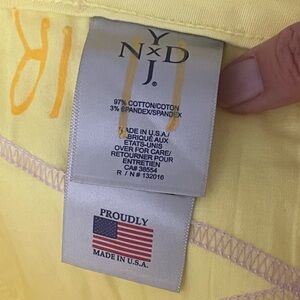 Y
N×D
J.®
97% COTTON/COTON
3% SPANDEX/SPANDEX
MADE IN U.S.A./
FABRIQUÉ AUX
ETATS-UNIS
OVER FOR CARE/
RETOURNER POUR
ENTRETIEN
CA# 38554
R / N # 132016
PROUDLY
MADE IN U.S.A.